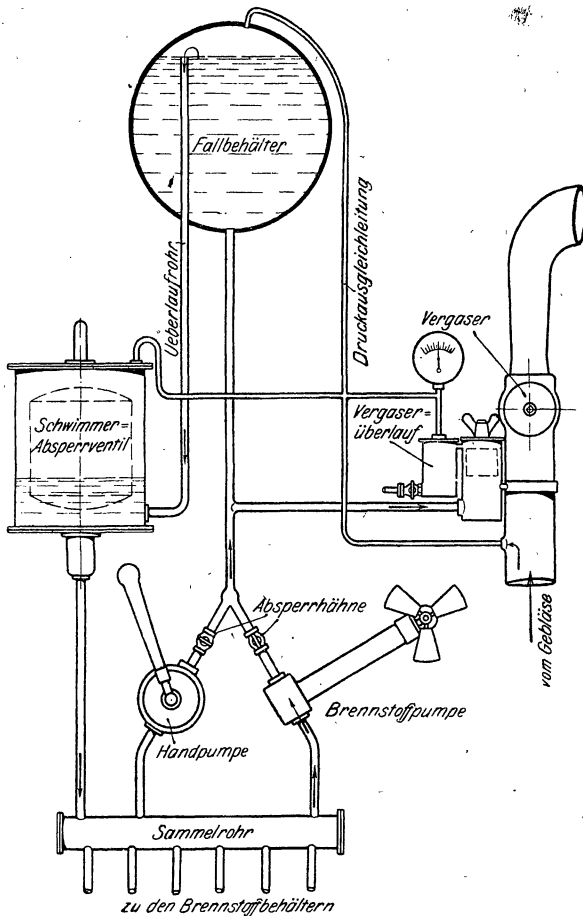 Fallbehälter
Ueberlaufrohr
Druckausgleichleitung
Vergaser
Vergaser=
überlauf
Schwimmer=
Absperrventil
vom Gebläse
Absperrhähne
Brennstoffpumpe
Handpumpe
Sammelrohr
zu den Brennstoffbehältern